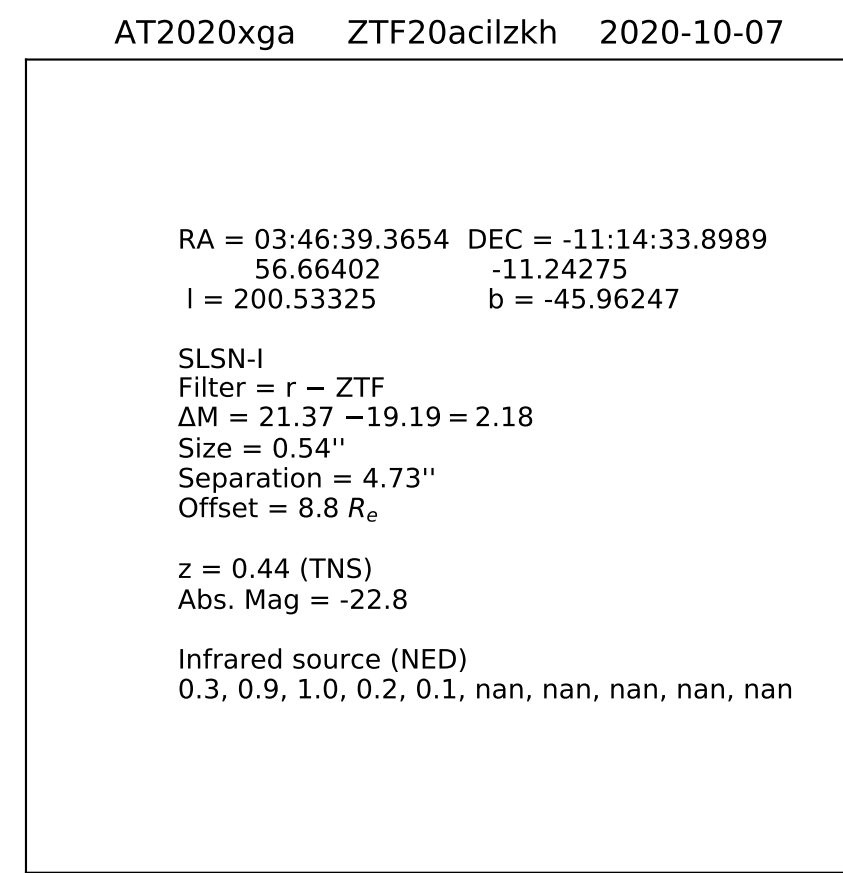 AT2020xga ZTF20acilzkh 2020-10-07
RA = 03:46:39.3654 DEC = -11:14:33.8989
56.66402 -11.24275
l = 200.53325 b = -45.96247
SLSN-I
Filter = r − ZTF
ΔM = 21.37 −19.19 = 2.18
Size = 0.54''
Separation = 4.73''
Offset = 8.8 Rₑ
z = 0.44 (TNS)
Abs. Mag = -22.8
Infrared source (NED)
0.3, 0.9, 1.0, 0.2, 0.1, nan, nan, nan, nan, nan